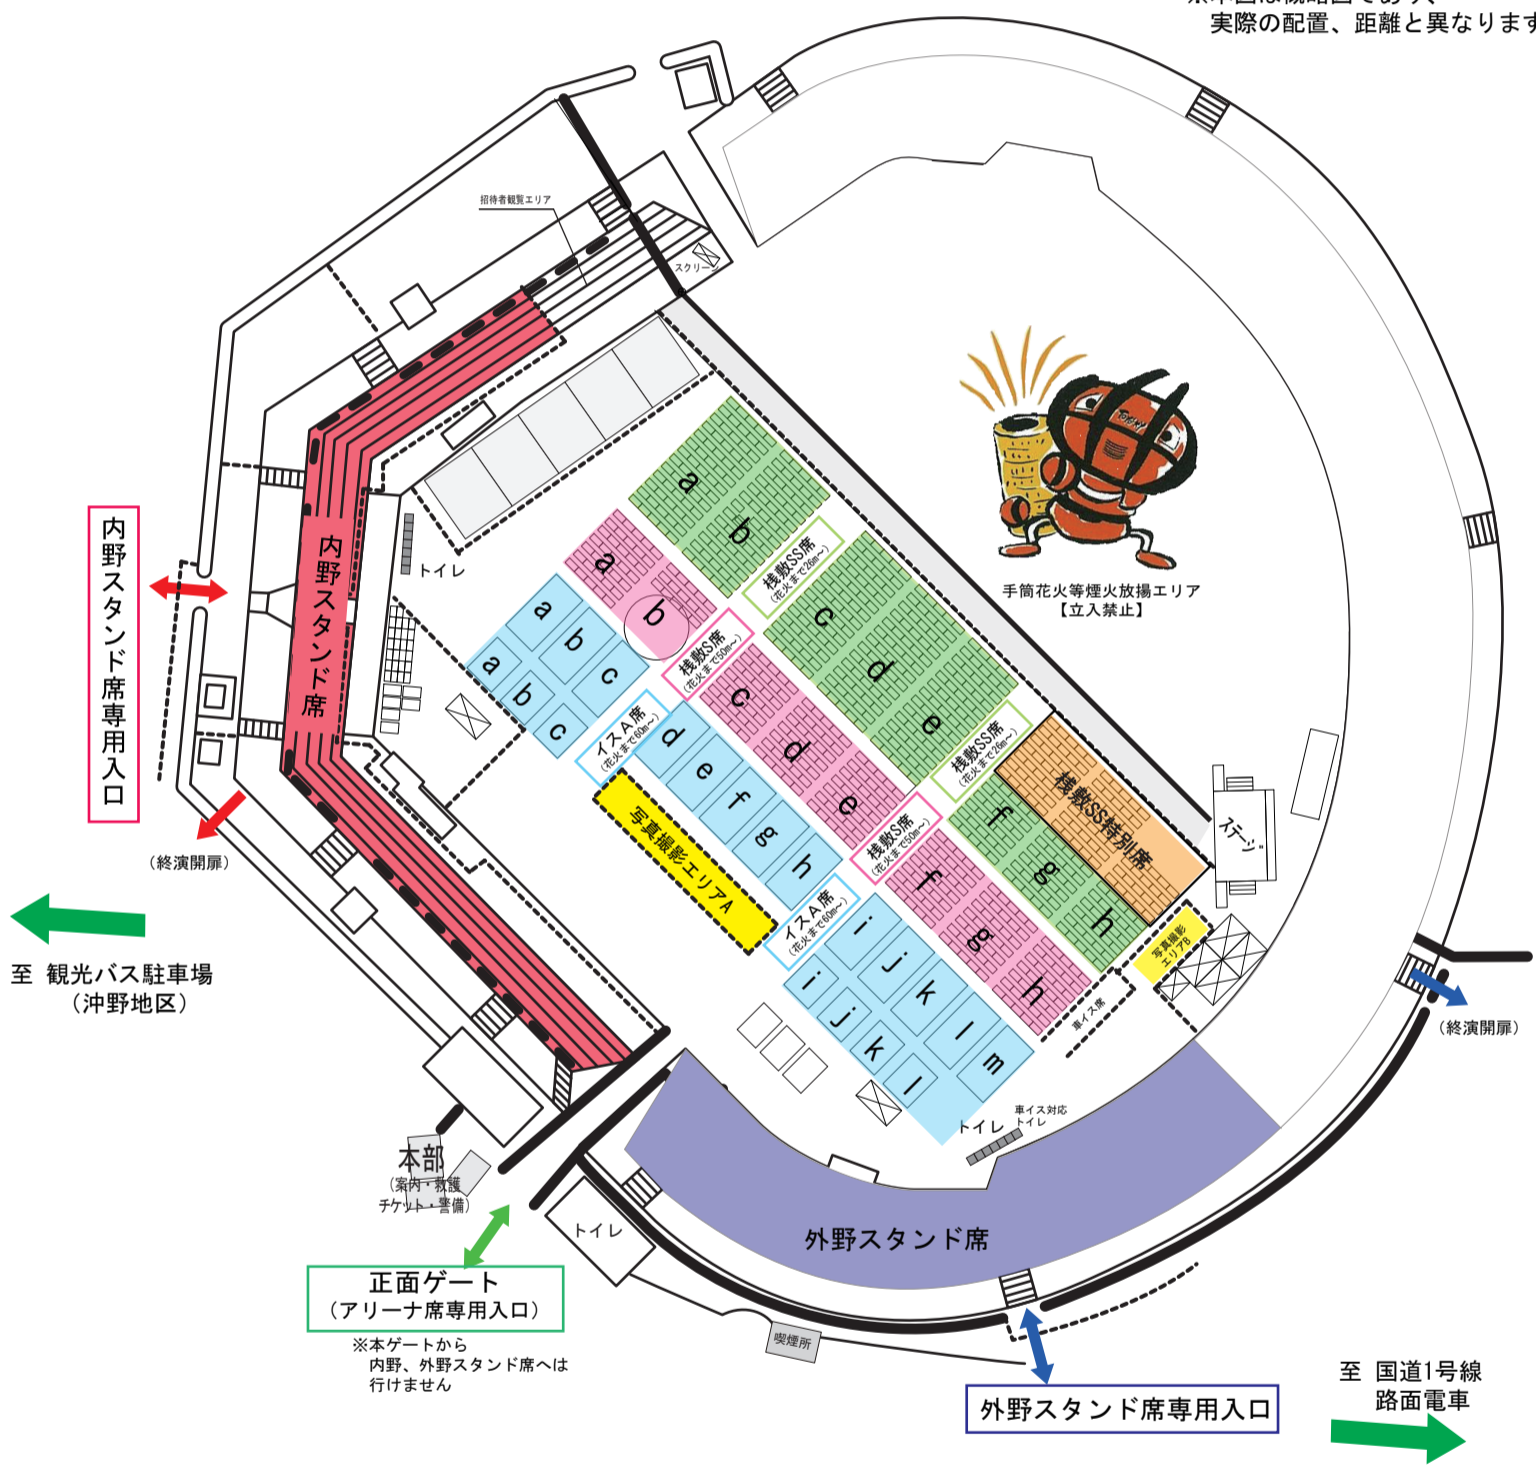 実際の配置、距離と異なります
招待者観覧エリア
スクリーン
手筒花火等煙火放揚エリア
【立入禁止】
内野スタンド席専用入口
内野スタンド席
トイレ
a
b
桟敷SS席
(花火まで26m~)
c
d
e
桟敷SS席
(花火まで26m~)
f
g
h
桟敷SS特別席
ステージ
a
b
桟敷S席
(花火まで50m~)
c
d
e
桟敷S席
(花火まで50m~)
f
g
h
a
b
c
a
b
c
イスA席
(花火まで60m~)
d
e
f
g
h
イスA席
(花火まで60m~)
i
j
k
l
m
i
j
k
l
写真撮影エリアA
写真撮影
エリアB
車イス席
(終演開扉)
至 観光バス駐車場
(沖野地区)
(終演開扉)
トイレ
車イス対応
トイレ
本部
(案内・救護
チケット・警備)
トイレ
外野スタンド席
正面ゲート
(アリーナ席専用入口)
※本ゲートから
内野、外野スタンド席へは
行けません
喫煙所
外野スタンド席専用入口
至 国道1号線
路面電車